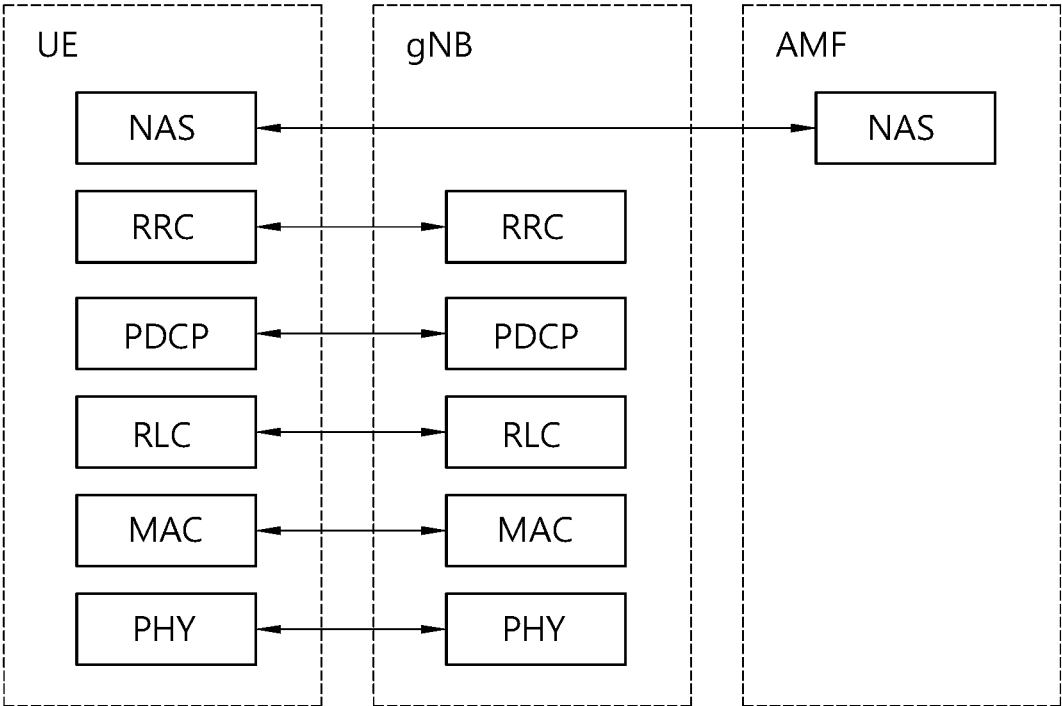 UE gNB AMF
NAS NAS
RRC RRC
PDCP PDCP
RLC RLC
MAC MAC
PHY PHY